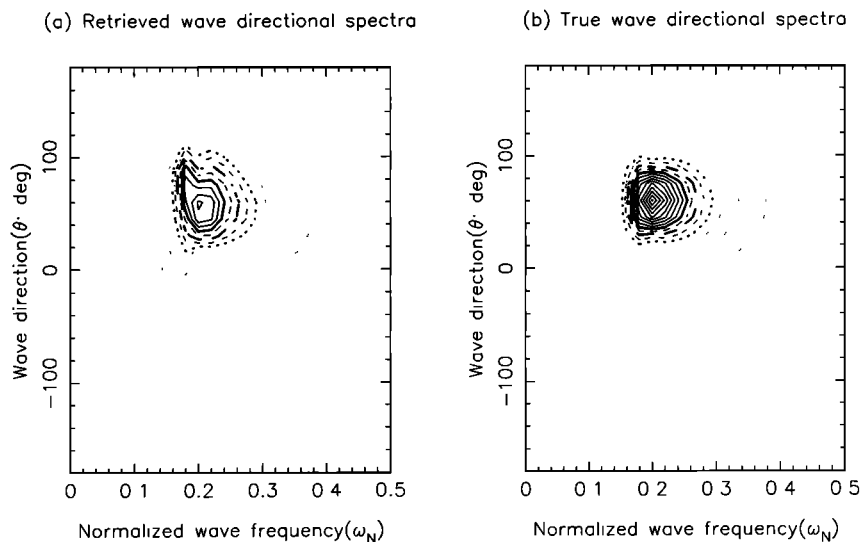 (a) Retrieved wave directional spectra
(b) True wave directional spectra
Wave direction(θ· deg)
100
0
−100
0 0 1 0.2 0 3 0 4 0 5
Normalized wave frequency(ω_N)
Wave direction(θ· deg)
100
0
−100
0 0 1 0 2 0 3 0 4 0 5
Normalized wave frequency(ω_N)